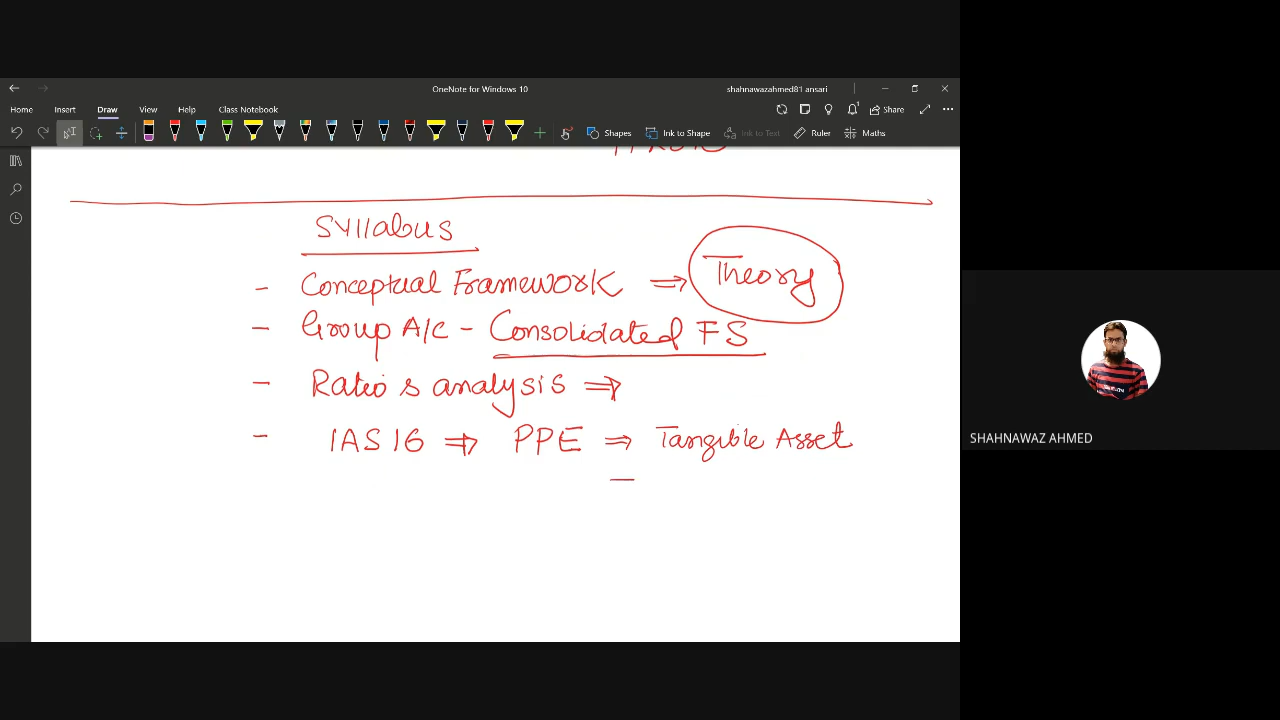 OneNote for Windows 10
shahnawazahmed81 ansari
Home Insert Draw View Help Class Notebook
Share
Shapes Ink to Shape Ink to Text Ruler Maths
Syllabus
- Conceptual Framework ⇒ Theory
- Group A/c - Consolidated FS
- Ratio s analysis ⇒
- IAS 16 ⇒ PPE ⇒ Tangible Asset
—
SHAHNAWAZ AHMED